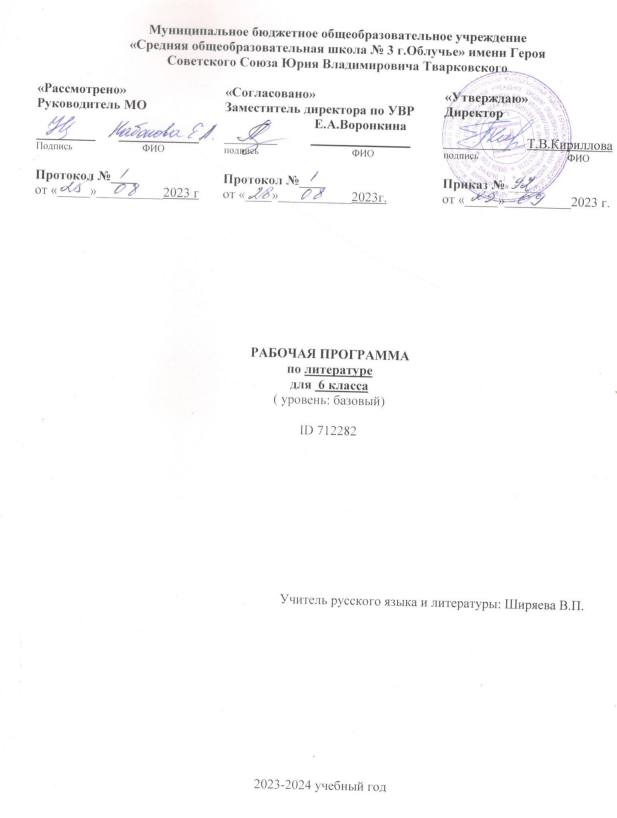 Муниципальное бюджетное общеобразовательное учреждение
«Средняя общеобразовательная школа № 3 г.Облучье» имени Героя
Советского Союза Юрия Владимировича Тварковского
«Рассмотрено»
Руководитель МО
Подпись ФИО
Протокол № 1
от « » 08 2023 г
«Согласовано»
Заместитель директора по УВР
Е.А.Воронкина
подпись ФИО
Протокол № 1
от «28» 08 2023г.
«Утверждаю»
Директор
Т.В.Кириллова
подпись ФИО
Приказ № 92
от « » 09 2023 г.
РАБОЧАЯ ПРОГРАММА
по литературе
для 6 класса
( уровень: базовый)
ID 712282
Учитель русского языка и литературы: Ширяева В.П.
2023-2024 учебный год